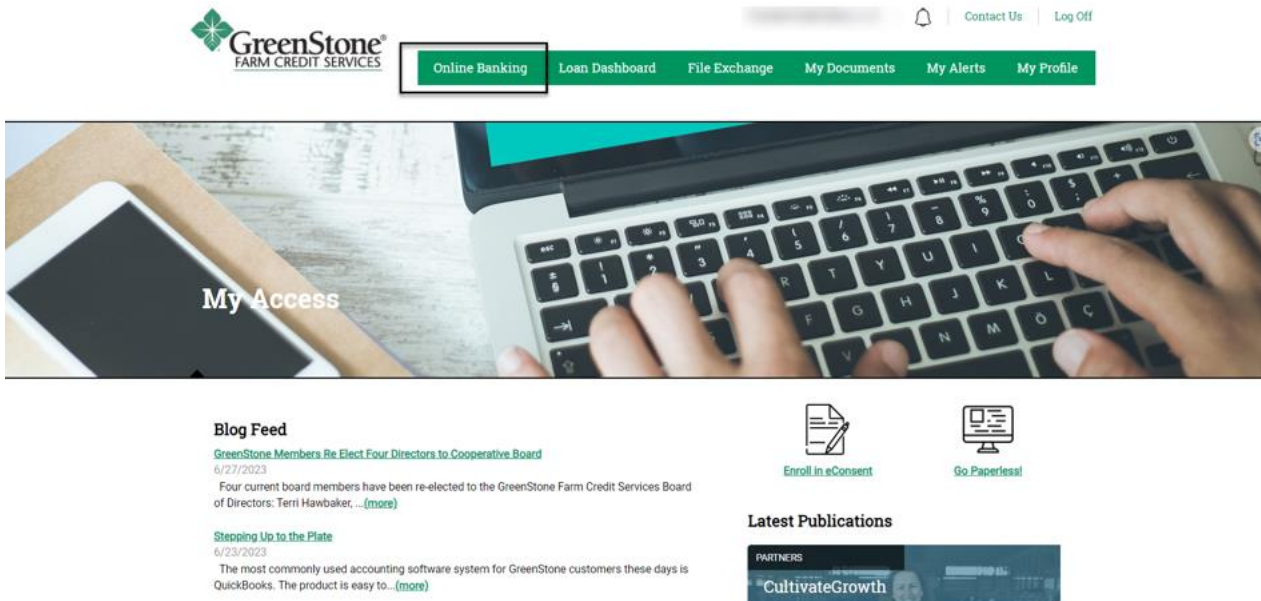 GreenStone®
FARM CREDIT SERVICES
Contact Us
Log Off
Online Banking
Loan Dashboard
File Exchange
My Documents
My Alerts
My Profile
My Access
Blog Feed
GreenStone Members Re Elect Four Directors to Cooperative Board
6/27/2023
Four current board members have been re-elected to the GreenStone Farm Credit Services Board
of Directors: Terri Hawbaker, ...(more)
Stepping Up to the Plate
6/23/2023
The most commonly used accounting software system for GreenStone customers these days is
QuickBooks. The product is easy to...(more)
Enroll in eConsent
Go Paperless!
Latest Publications
PARTNERS
CultivateGrowth